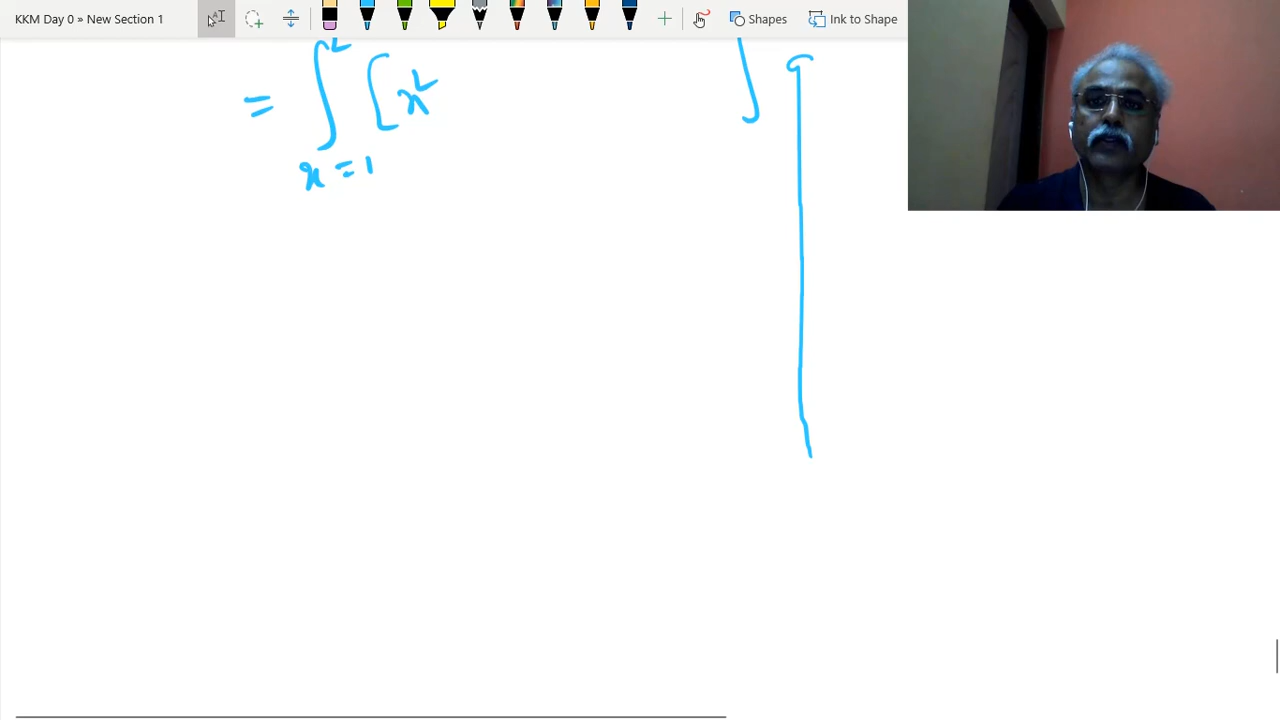 KKM Day 0 » New Section 1
Shapes
Ink to Shape
= ∫ [x²
x = 1
∫